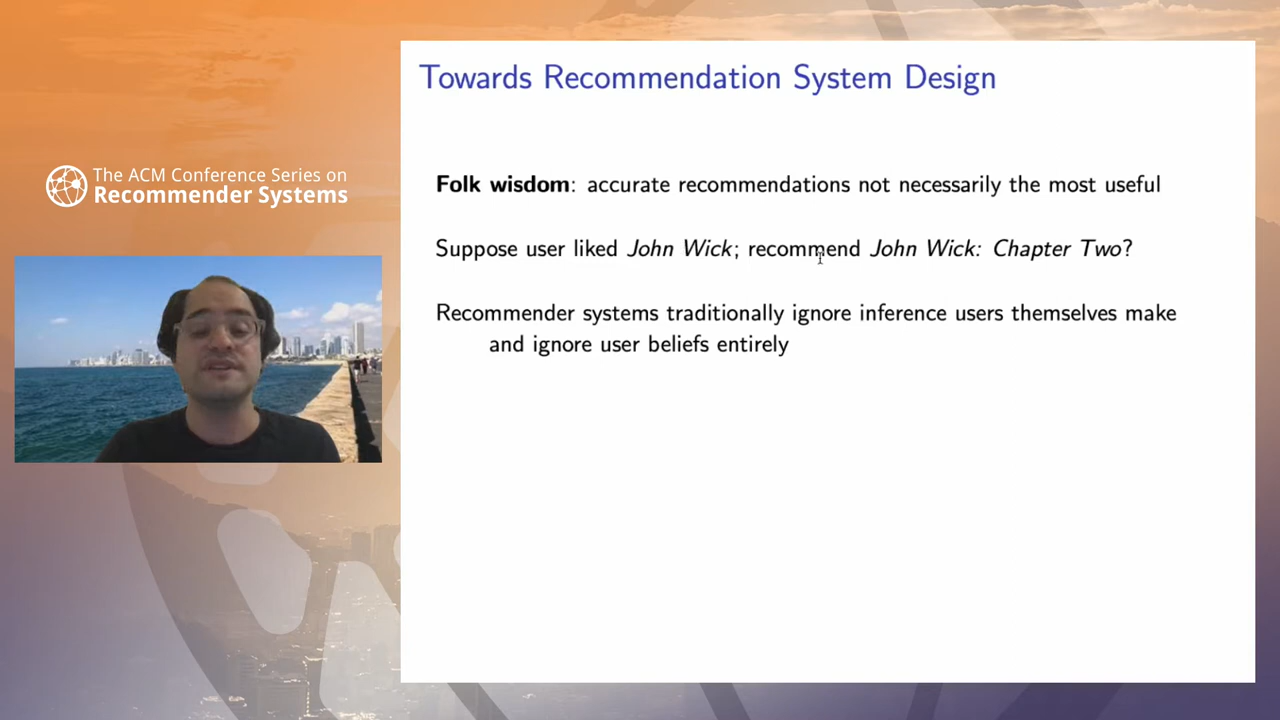 The ACM Conference Series on
Recommender Systems
Towards Recommendation System Design
Folk wisdom: accurate recommendations not necessarily the most useful
Suppose user liked John Wick; recommend John Wick: Chapter Two?
Recommender systems traditionally ignore inference users themselves make
and ignore user beliefs entirely